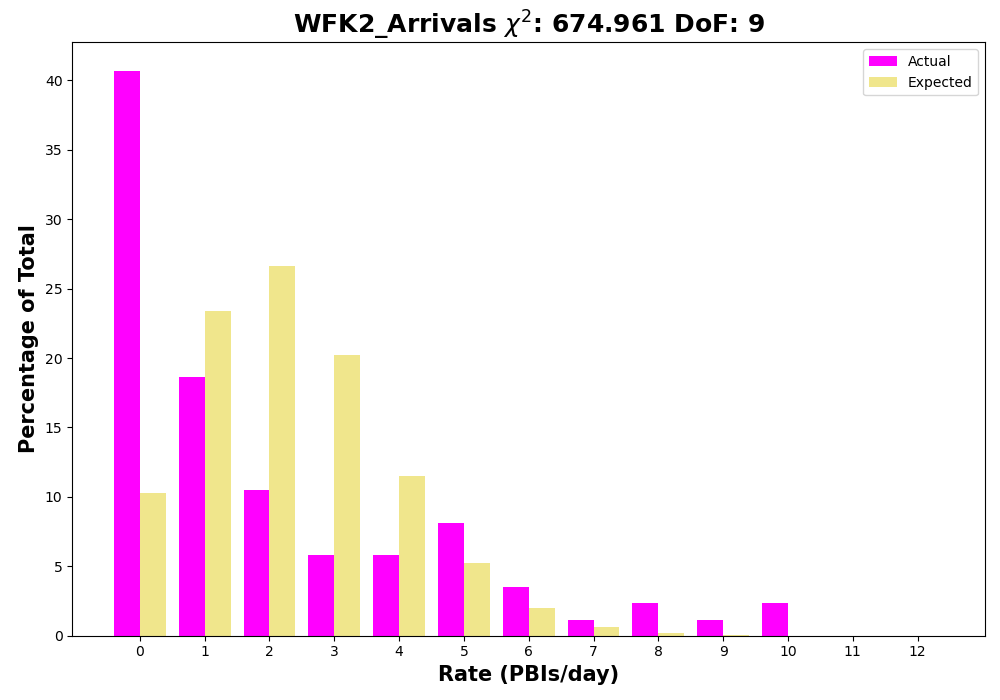 WFK2_Arrivals χ²: 674.961 DoF: 9
Actual
Expected
Percentage of Total
40
35
30
25
20
15
10
5
0
0 1 2 3 4 5 6 7 8 9 10 11 12
Rate (PBIs/day)